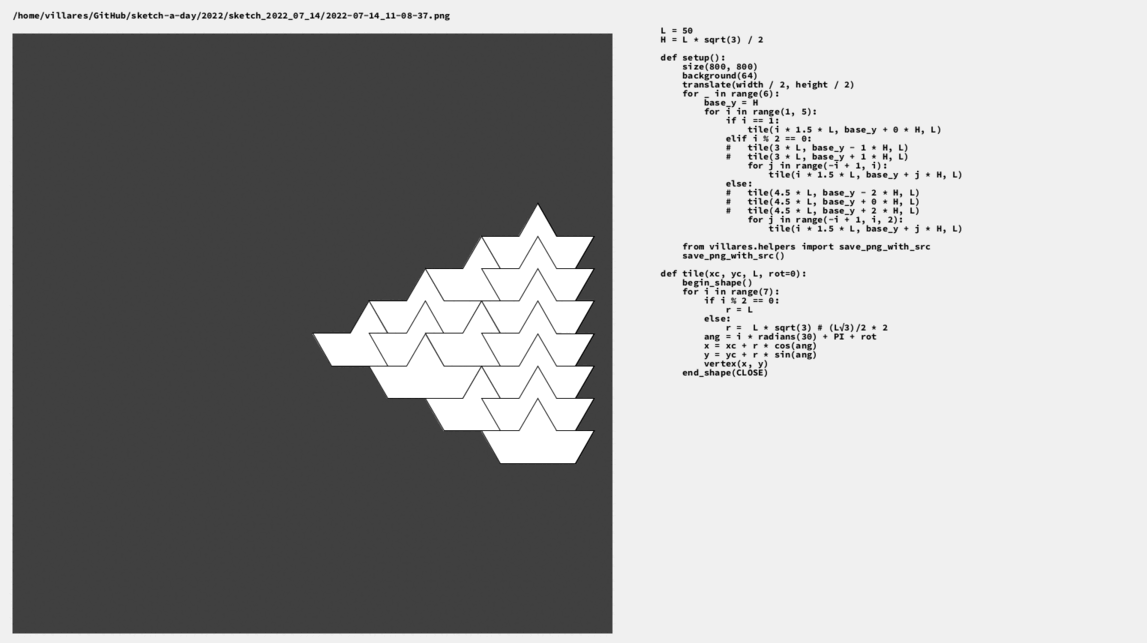 /home/villares/GitHub/sketch-a-day/2022/sketch_2022_07_14/2022-07-14_11-08-37.png
L = 50
H = L * sqrt(3) / 2
def setup():
    size(800, 800)
    background(64)
    translate(width / 2, height / 2)
    for _ in range(6):
        base_y = H
        for i in range(1, 5):
            if i == 1:
                tile(i * 1.5 * L, base_y + 0 * H, L)
            elif i % 2 == 0:
            #   tile(3 * L, base_y - 1 * H, L)
            #   tile(3 * L, base_y + 1 * H, L)
                for j in range(-i + 1, i):
                    tile(i * 1.5 * L, base_y + j * H, L)
            else:
            #   tile(4.5 * L, base_y - 2 * H, L)
            #   tile(4.5 * L, base_y + 0 * H, L)
            #   tile(4.5 * L, base_y + 2 * H, L)
                for j in range(-i + 1, i, 2):
                    tile(i * 1.5 * L, base_y + j * H, L)
    from villares.helpers import save_png_with_src
    save_png_with_src()
def tile(xc, yc, L, rot=0):
    begin_shape()
    for i in range(7):
        if i % 2 == 0:
            r = L
        else:
            r =  L * sqrt(3) # (L√3)/2 * 2
        ang = i * radians(30) + PI + rot
        x = xc + r * cos(ang)
        y = yc + r * sin(ang)
        vertex(x, y)
    end_shape(CLOSE)